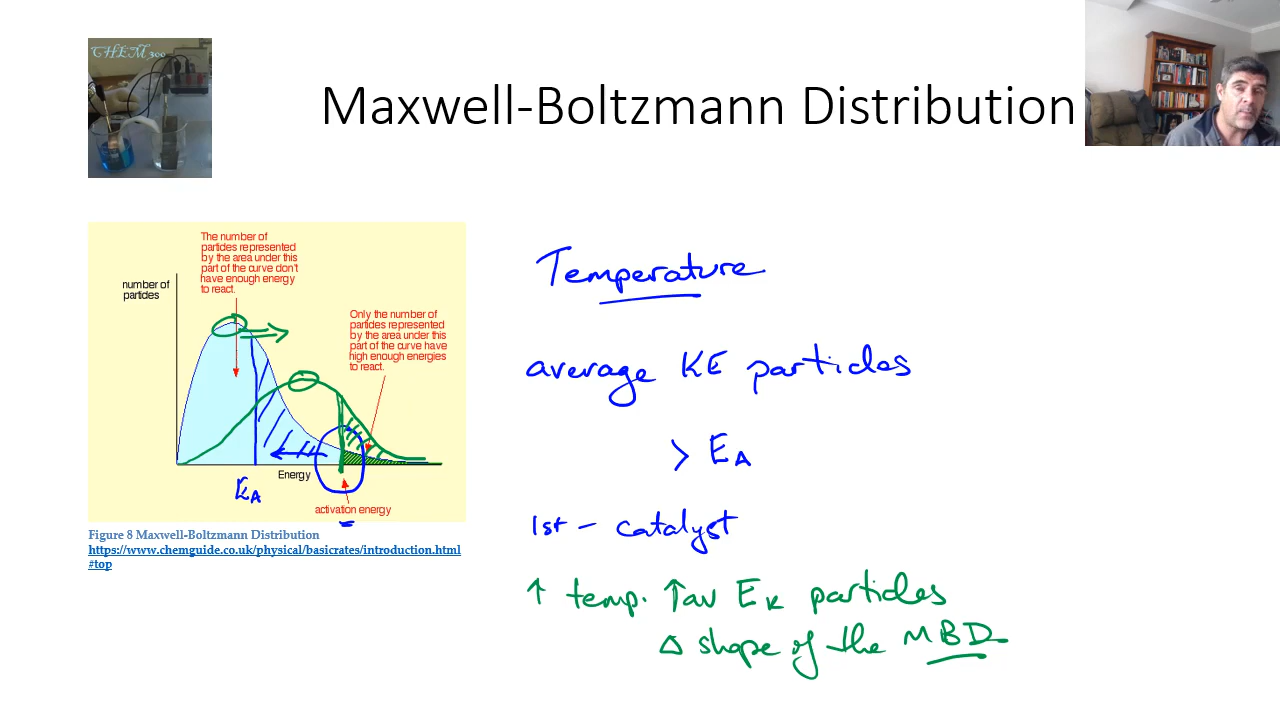 CHEM 300
Maxwell-Boltzmann Distribution
The number of
particles represented
by the area under this
part of the curve don't
have enough energy
to react.
number of
particles
Only the number of
particles represented
by the area under this
part of the curve have
high enough energies
to react.
Energy
EA
activation energy
Figure 8 Maxwell-Boltzmann Distribution
https://www.chemguide.co.uk/physical/basicrates/introduction.html
#top
Temperature
average KE particles
> EA
1st - catalyst
↑ temp. ↑av EK particles
Δ shape of the MBD